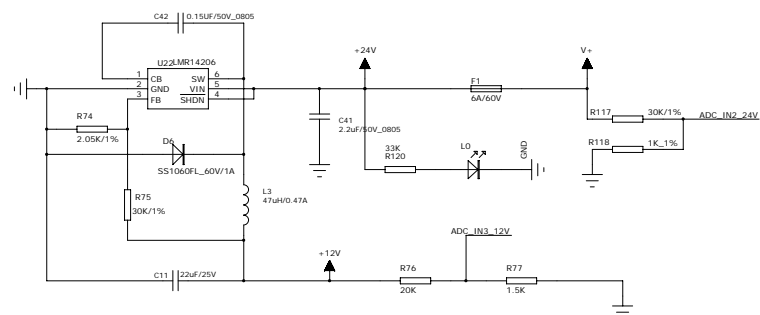 C42 0.15UF/50V_0805
U22 LMR14206
+24V
V+
1 CB SW 6
2 GND VIN 5
3 FB SHDN 4
F1
6A/60V
R74
2.05K/1%
C41
2.2uF/50V_0805
R117 30K/1% ADC_IN2_24V
R118 1K_1%
D6
SS1060FL_60V/1A
33K
R120
L0
GND
R75
30K/1%
L3
47uH/0.47A
ADC_IN3_12V
+12V
C11 22uF/25V
R76
20K
R77
1.5K